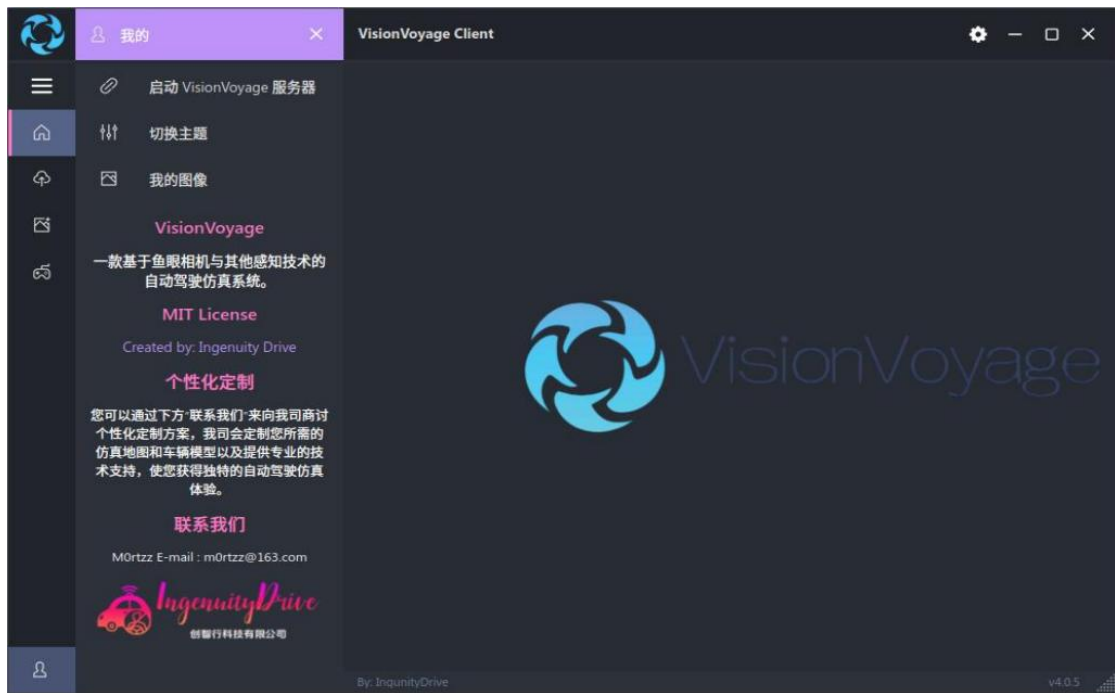 我的
VisionVoyage Client
启动 VisionVoyage 服务器
切换主题
我的图像
VisionVoyage
一款基于鱼眼相机与其他感知技术的
自动驾驶仿真系统。
MIT License
Created by: Ingenuity Drive
个性化定制
您可以通过下方“联系我们”来向我司商讨
个性化定制方案，我司会定制您所需的
仿真地图和车辆模型以及提供专业的技
术支持，使您获得独特的自动驾驶仿真
体验。
联系我们
M0rtzz E-mail : m0rtzz@163.com
IngenuityDrive
创智行科技有限公司
VisionVoyage
By: IngunityDrive
v4.0.5